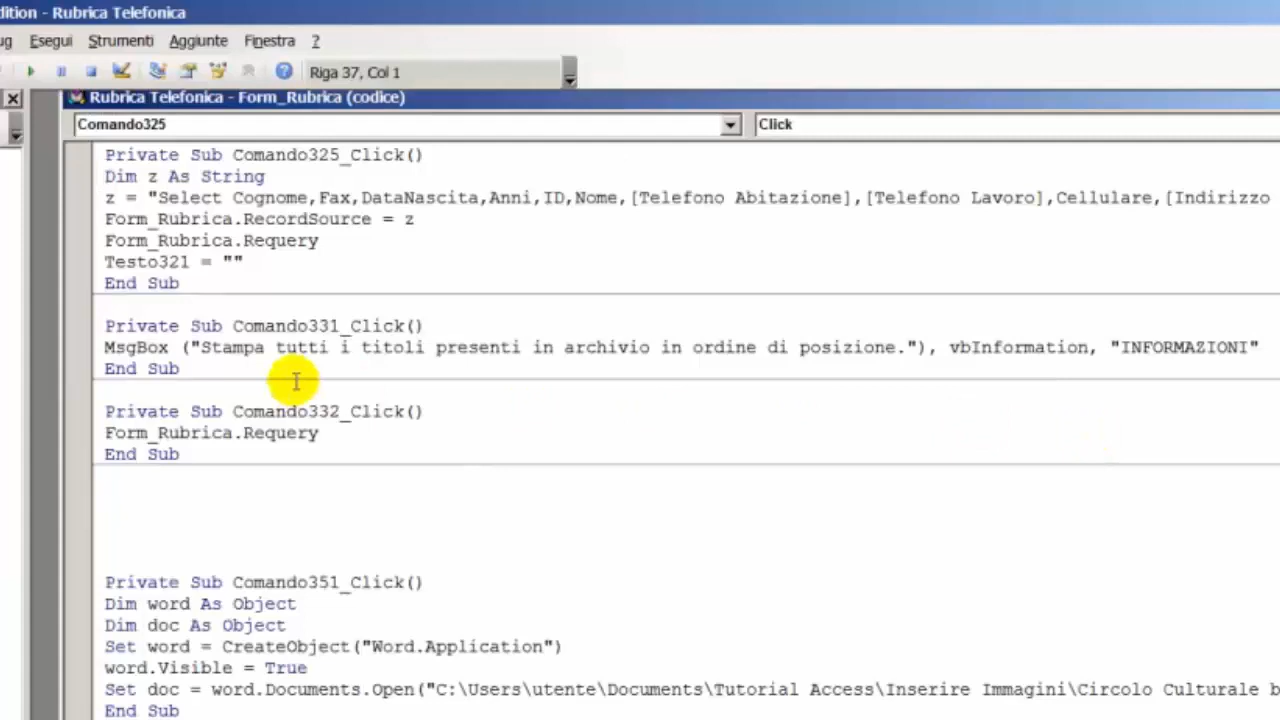 dition - Rubrica Telefonica
ug Esegui Strumenti Aggiunte Finestra ?
Riga 37, Col 1
Rubrica Telefonica - Form_Rubrica (codice)
Comando325 Click
Private Sub Comando325_Click()
Dim z As String
z = "Select Cognome,Fax,DataNascita,Anni,ID,Nome,[Telefono Abitazione],[Telefono Lavoro],Cellulare,[Indirizzo
Form_Rubrica.RecordSource = z
Form_Rubrica.Requery
Testo321 = ""
End Sub
Private Sub Comando331_Click()
MsgBox ("Stampa tutti i titoli presenti in archivio in ordine di posizione."), vbInformation, "INFORMAZIONI"
End Sub
Private Sub Comando332_Click()
Form_Rubrica.Requery
End Sub
Private Sub Comando351_Click()
Dim word As Object
Dim doc As Object
Set word = CreateObject("Word.Application")
word.Visible = True
Set doc = word.Documents.Open("C:\Users\utente\Documents\Tutorial Access\Inserire Immagini\Circolo Culturale b
End Sub